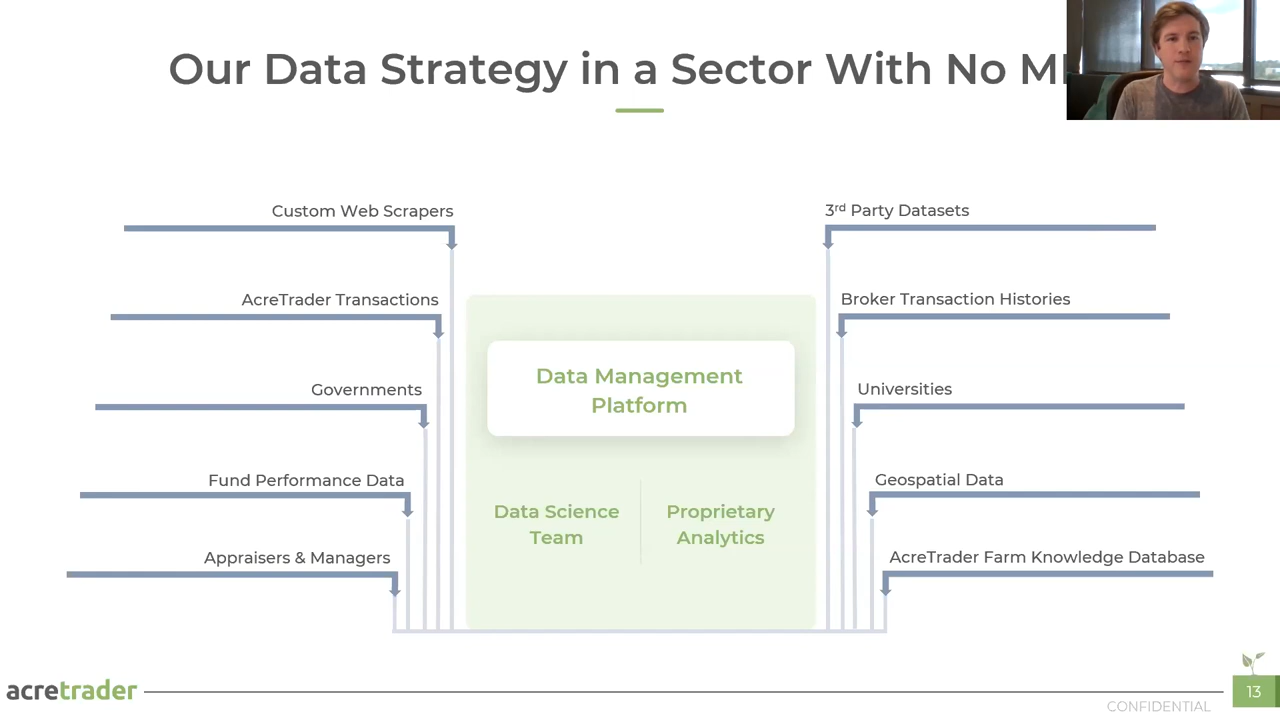 Our Data Strategy in a Sector With No
Custom Web Scrapers
AcreTrader Transactions
Governments
Fund Performance Data
Appraisers & Managers
3rd Party Datasets
Broker Transaction Histories
Universities
Geospatial Data
AcreTrader Farm Knowledge Database
Data Management
Platform
Data Science
Team
Proprietary
Analytics
acretrader
CONFIDENTIAL
13